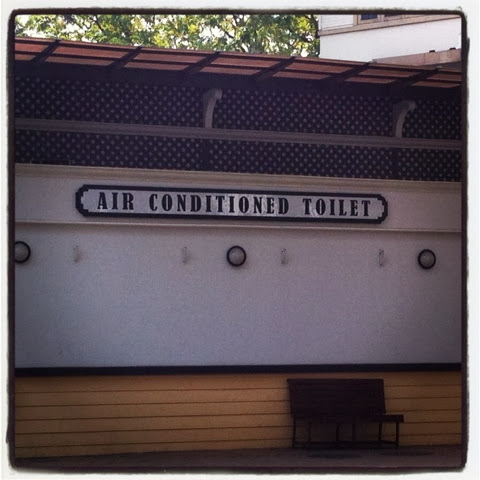 AIR CONDITIONED TOILET